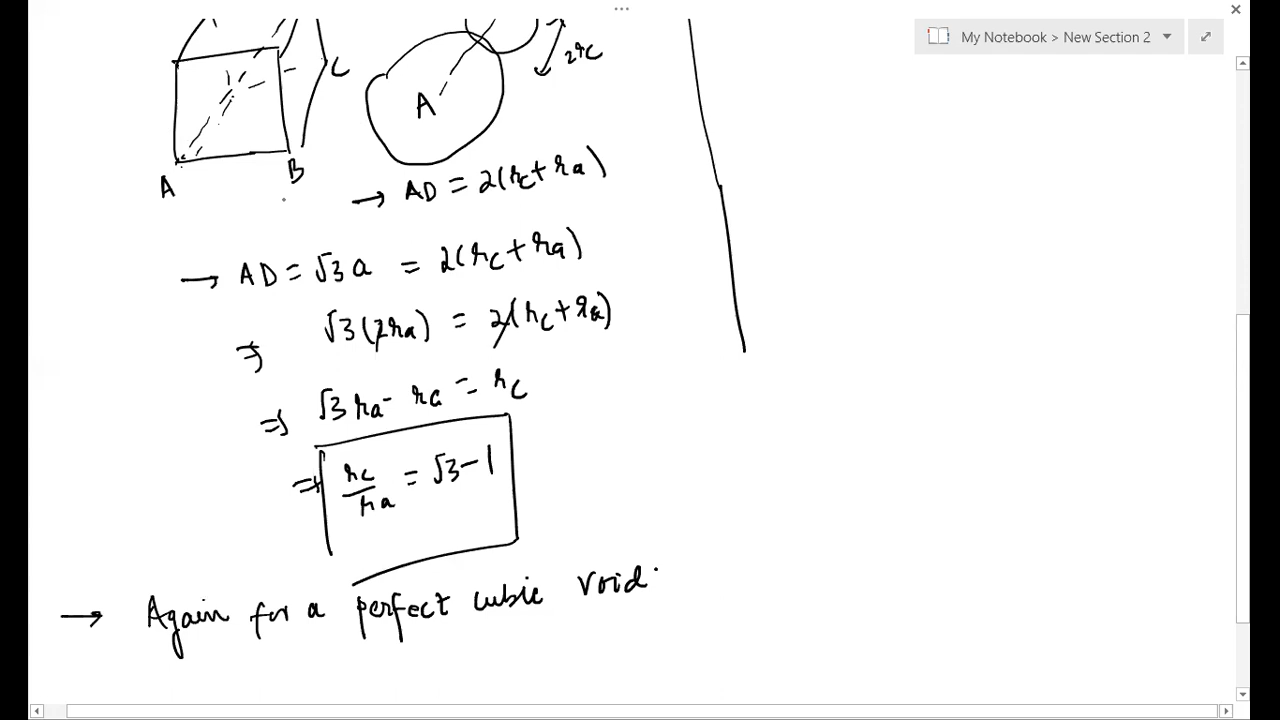 My Notebook > New Section 2
C
2rc
A
A
B
→ AD = 2(rc + ra)
→ AD = √3 a = 2(rc + ra)
⇒ √3(2ra) = 2(rc + ra)
⇒ √3 ra - ra = rc
⇒ rc/ra = √3 - 1
→ Again for a perfect cubic void.